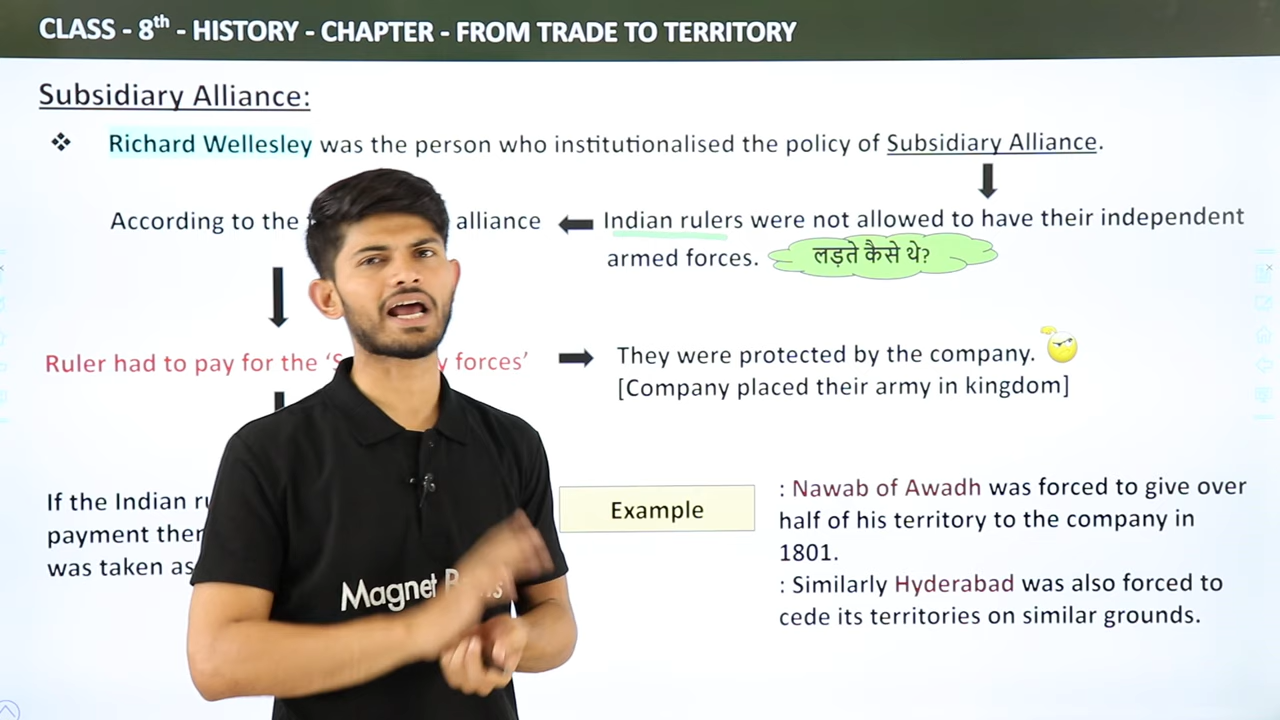 CLASS - 8th - HISTORY - CHAPTER - FROM TRADE TO TERRITORY
Subsidiary Alliance:
❖ Richard Wellesley was the person who institutionalised the policy of Subsidiary Alliance.
According to the alliance
Indian rulers were not allowed to have their independent
armed forces. लड़ते कैसे थे?
Ruler had to pay for the forces’
They were protected by the company.
[Company placed their army in kingdom]
If the Indian
payment
was taken
Example
: Nawab of Awadh was forced to give over
half of his territory to the company in
1801.
: Similarly Hyderabad was also forced to
cede its territories on similar grounds.
Magnet